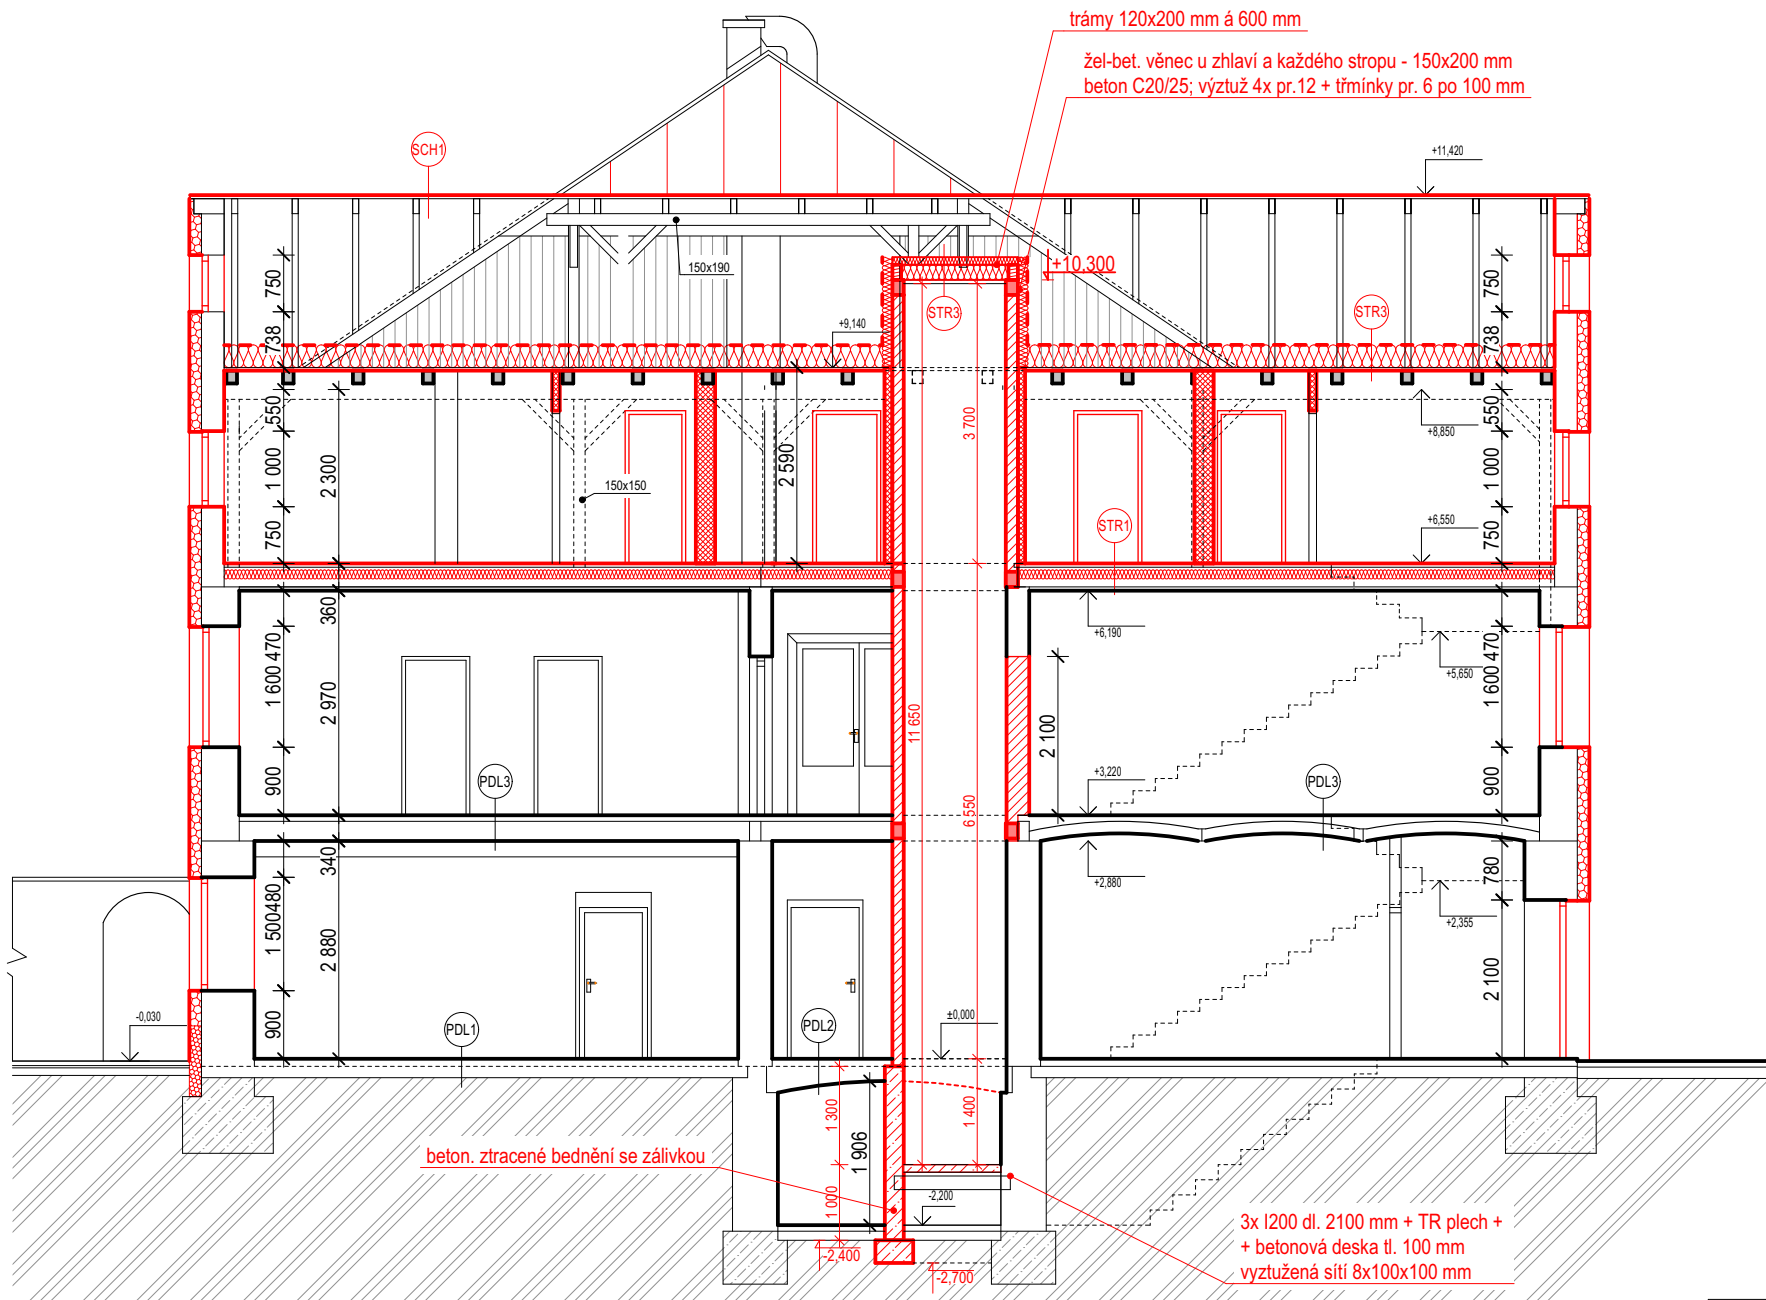 trámy 120x200 mm á 600 mm
žel-bet. věnec u zhlaví a každého stropu - 150x200 mm
beton C20/25; výztuž 4x pr.12 + třmínky pr. 6 po 100 mm
SCH1
+11,420
150x190
+10,300
STR3
STR3
+9,140
750
738
550
1 000
750
2 300
2 590
150x150
3 700
750
738
550
1 000
750
+8,850
+6,550
STR1
360
470
1 600
2 970
900
PDL3
11 650
6 550
2 100
+6,190
+5,650
+3,220
PDL3
470
1 600
900
340
480
1 500
2 880
900
+2,880
+2,355
780
2 100
-0,030
PDL1
PDL2
±0,000
1 300
1 906
1 400
1 000
beton. ztracené bednění se zálivkou
-2,200
-2,400
-2,700
3x I200 dl. 2100 mm + TR plech +
+ betonová deska tl. 100 mm
vyztužená sítí 8x100x100 mm